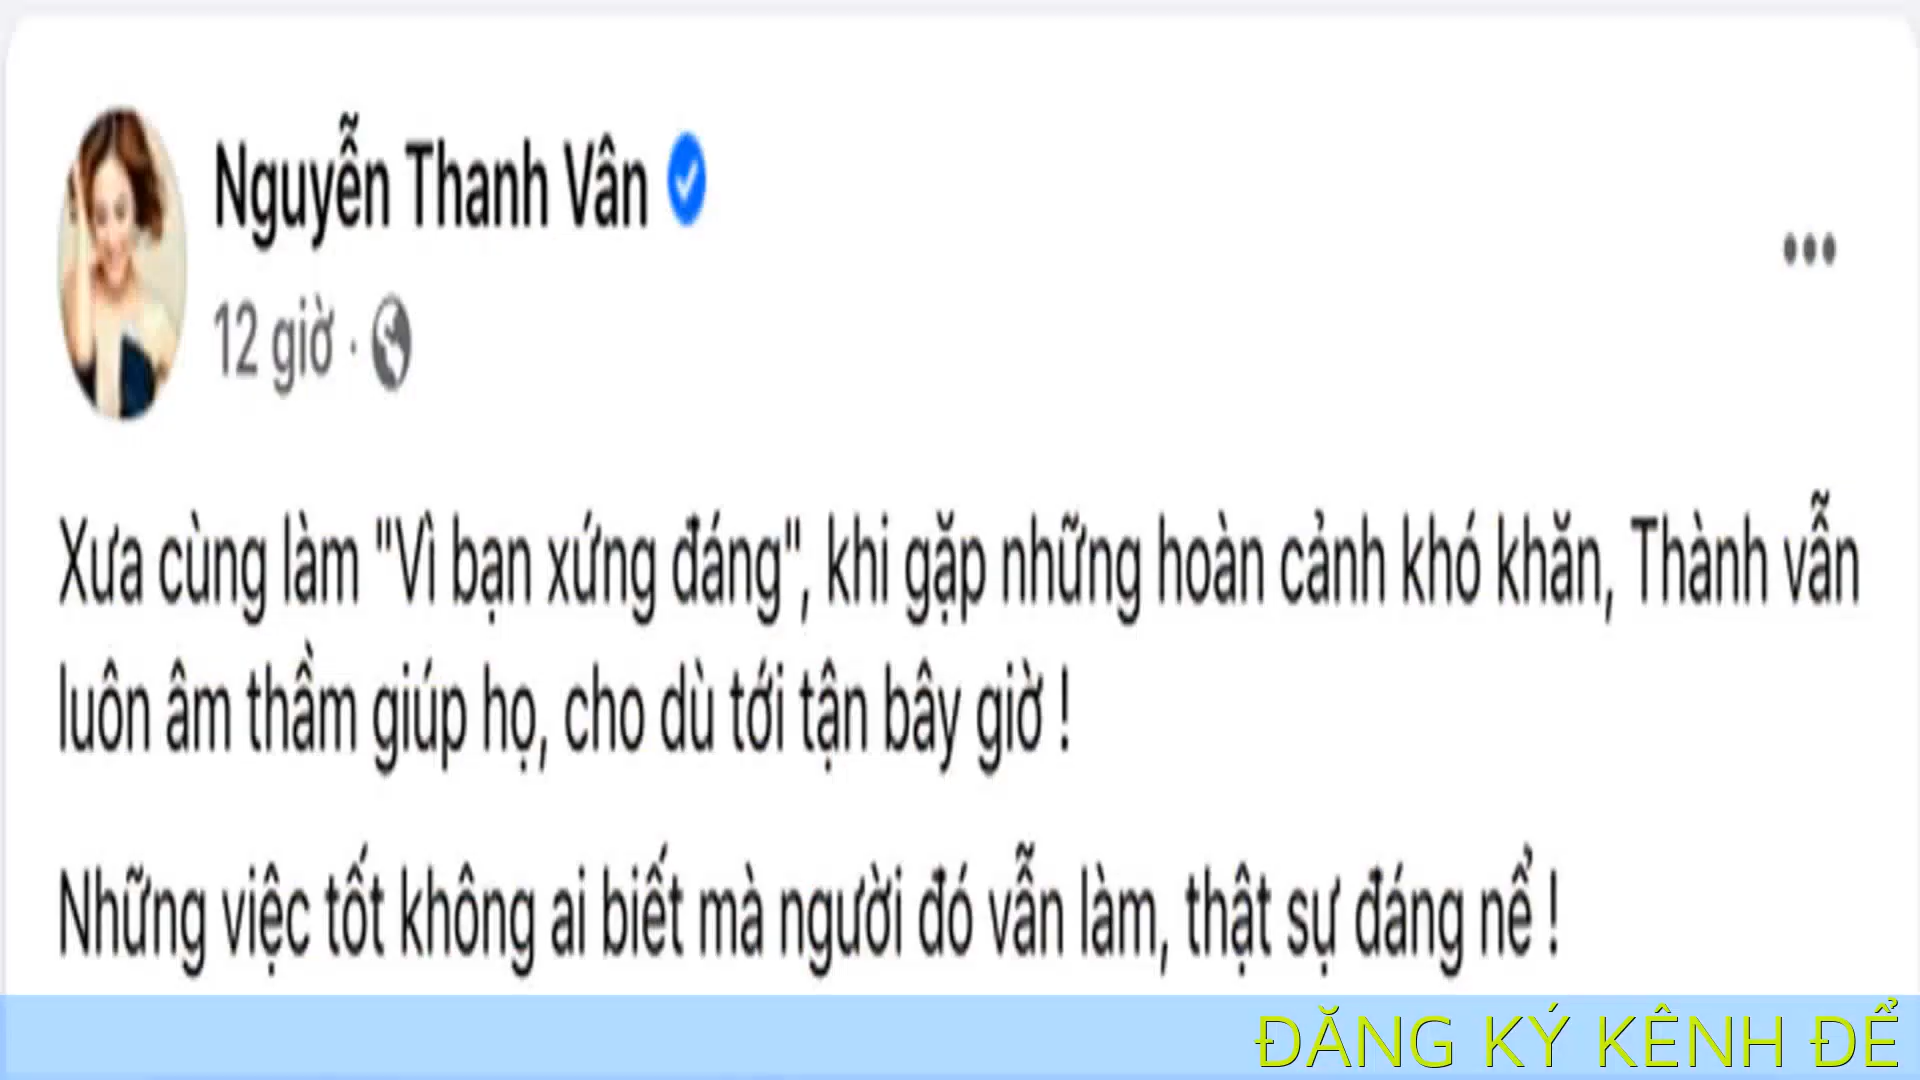 Nguyễn Thanh Vân
12 giờ ·
Xưa cùng làm "Vì bạn xứng đáng", khi gặp những hoàn cảnh khó khăn, Thành vẫn
luôn âm thầm giúp họ, cho dù tới tận bây giờ !
Những việc tốt không ai biết mà người đó vẫn làm, thật sự đáng nể !
ĐĂNG KÝ KÊNH ĐỂ